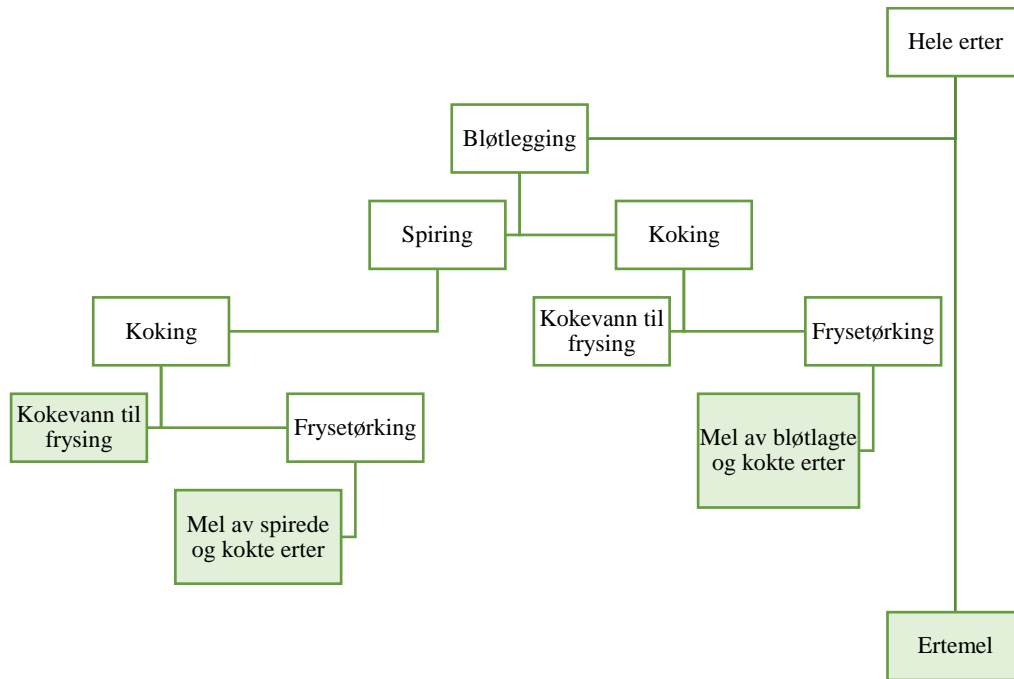 Hele erter
Bløtlegging
Spiring
Koking
Koking
Kokevann til
frysing
Frysetørking
Kokevann til
frysing
Frysetørking
Mel av bløtlagte
og kokte erter
Mel av spirede
og kokte erter
Ertemel